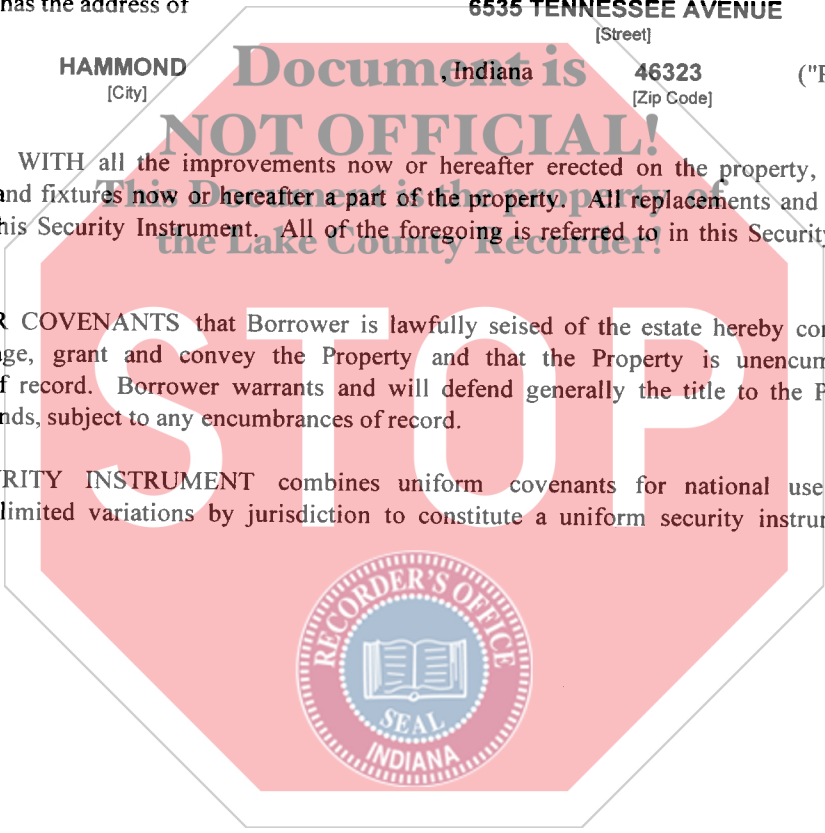 has the address of 6535 TENNESSEE AVENUE
[Street]
HAMMOND , Indiana 46323 ("P
[City] [Zip Code]
Document is
NOT OFFICIAL!
WITH all the improvements now or hereafter erected on the property,
and fixtures now or hereafter a part of the property. All replacements and
This Document is the property of
his Security Instrument. All of the foregoing is referred to in this Security
the Lake County Recorder!
R COVENANTS that Borrower is lawfully seised of the estate hereby con
age, grant and convey the Property and that the Property is unencum
f record. Borrower warrants and will defend generally the title to the P
nds, subject to any encumbrances of record.
STOP
RITY INSTRUMENT combines uniform covenants for national use
limited variations by jurisdiction to constitute a uniform security instrum
RECORDER'S OFFICE
SEAL
INDIANA